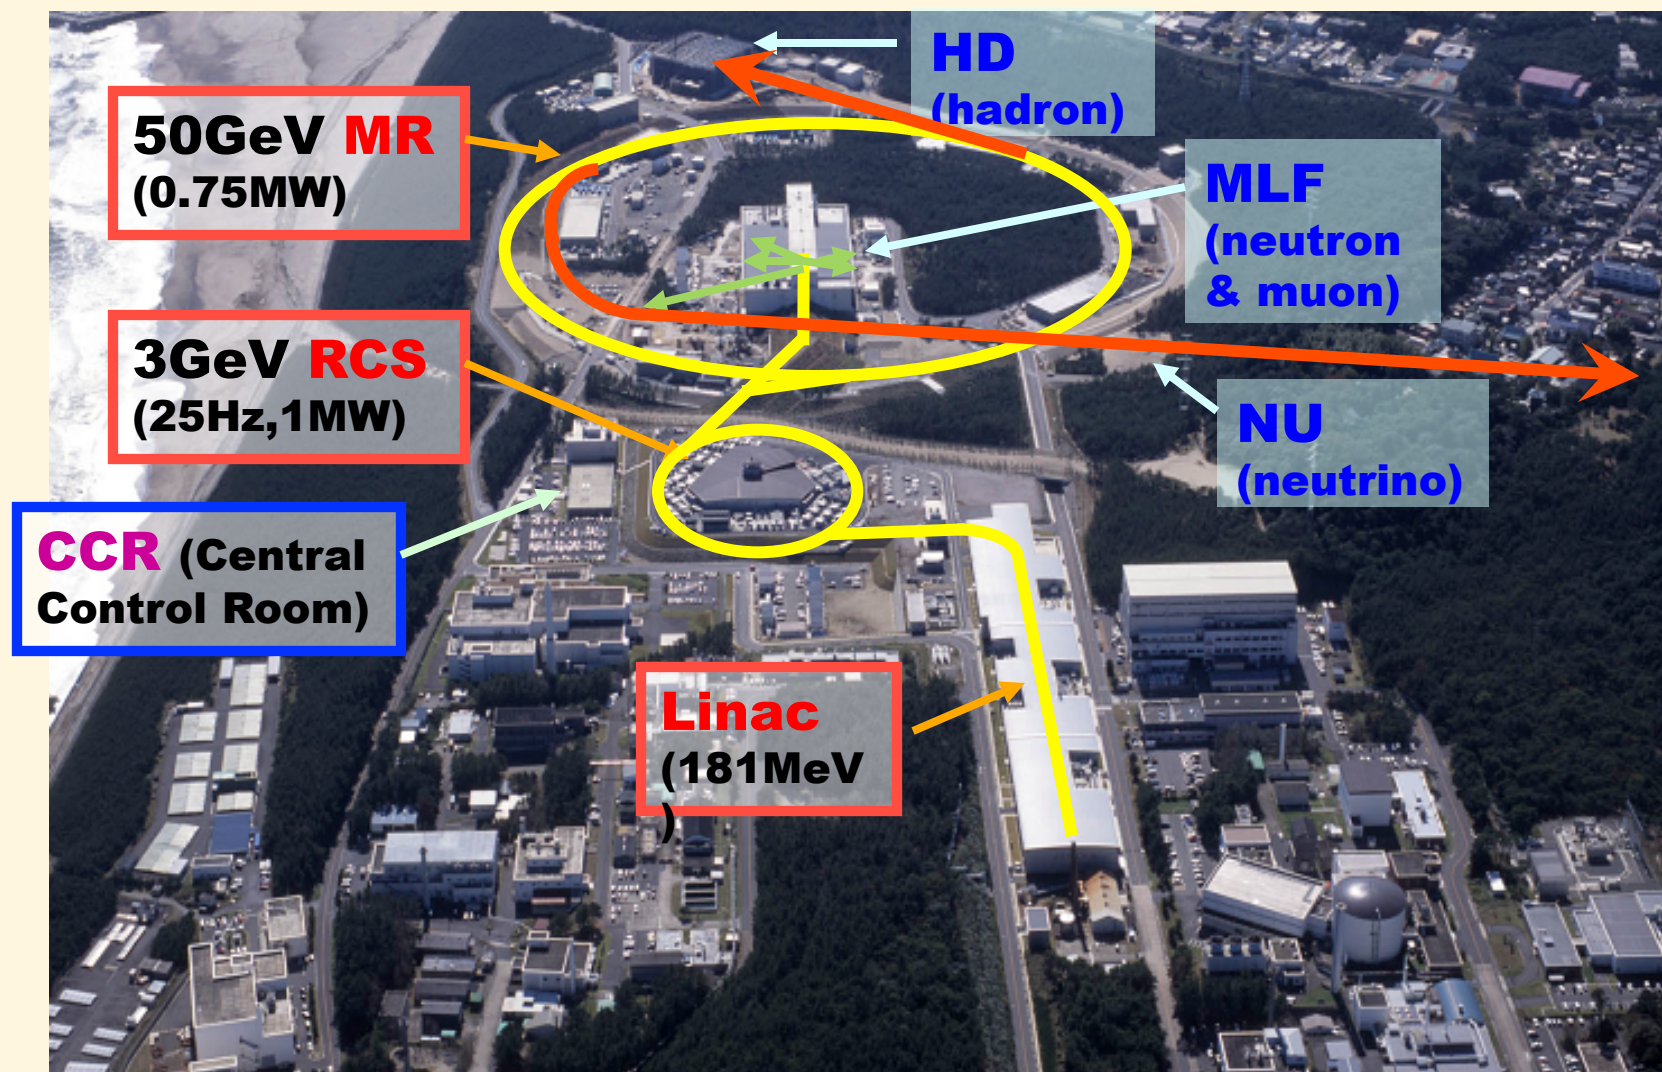 HD
(hadron)
50GeV MR
(0.75MW)
MLF
(neutron
& muon)
3GeV RCS
(25Hz,1MW)
NU
(neutrino)
CCR (Central
Control Room)
Linac
(181MeV
)